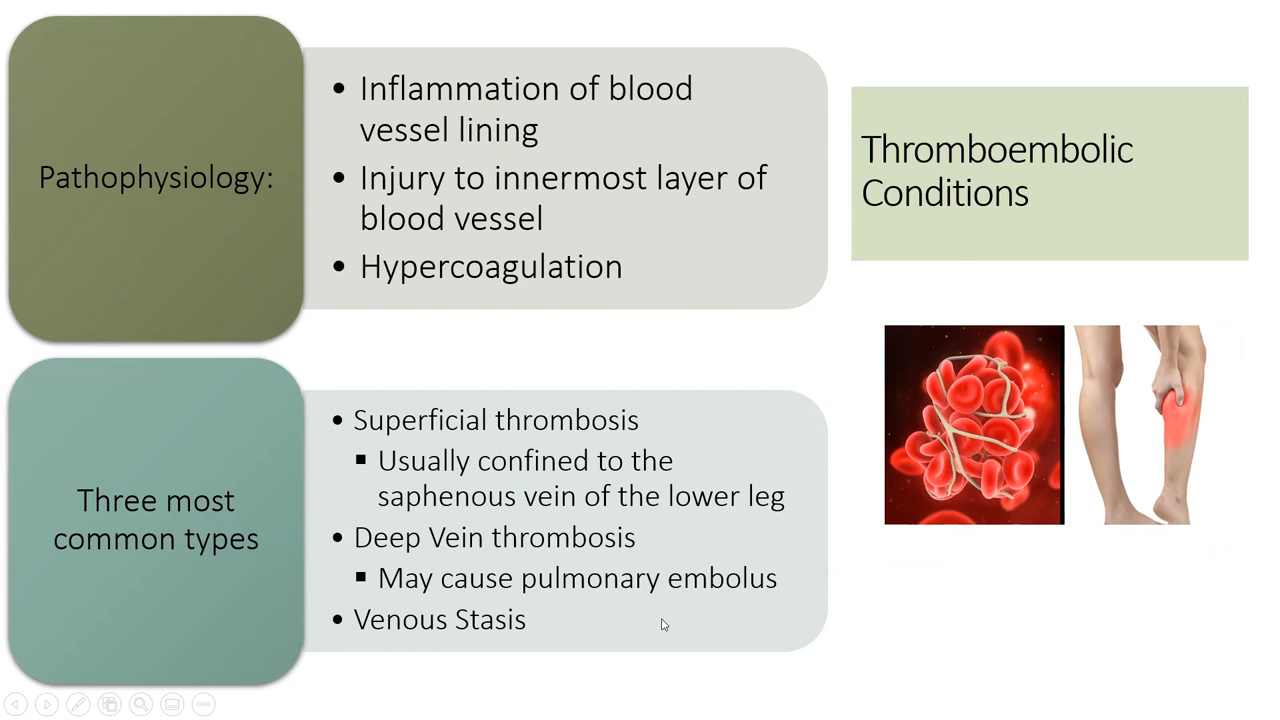 Pathophysiology:
• Inflammation of blood
vessel lining
• Injury to innermost layer of
blood vessel
• Hypercoagulation
Thromboembolic
Conditions
Three most
common types
• Superficial thrombosis
▪ Usually confined to the
saphenous vein of the lower leg
• Deep Vein thrombosis
▪ May cause pulmonary embolus
• Venous Stasis